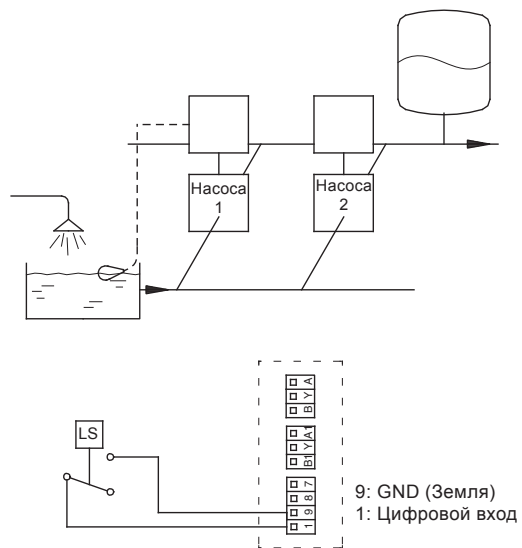 Насоса
1
Насоса
2
LS
A
Y
B
A1
Y
B1
7
8
9
1
9: GND (Земля)
1: Цифровой вход